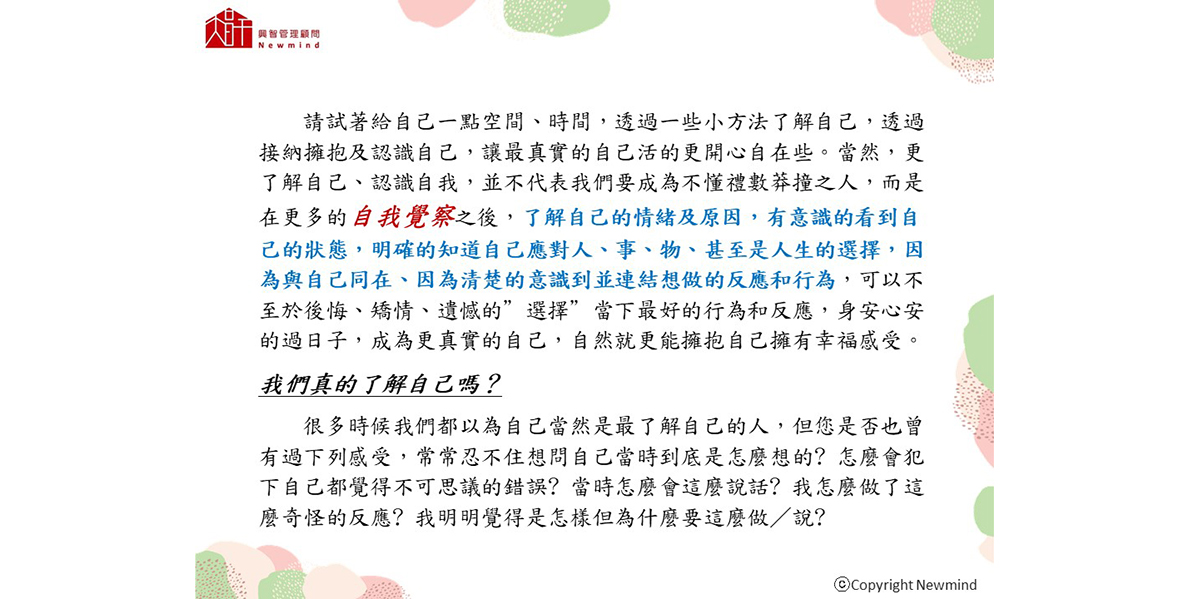 興智管理顧問
Newmind
請試著給自己一點空間、時間，透過一些小方法了解自己，透過
接納擁抱及認識自己，讓最真實的自己活的更開心自在些。當然，更
了解自己、認識自我，並不代表我們要成為不懂禮數莽撞之人，而是
在更多的自我覺察之後，了解自己的情緒及原因，有意識的看到自
己的狀態，明確的知道自己應對人、事、物、甚至是人生的選擇，因
為與自己同在、因為清楚的意識到並連結想做的反應和行為，可以不
至於後悔、矯情、遺憾的”選擇”當下最好的行為和反應，身安心安
的過日子，成為更真實的自己，自然就更能擁抱自己擁有幸福感受。
我們真的了解自己嗎？
很多時候我們都以為自己當然是最了解自己的人，但您是否也曾
有過下列感受，常常忍不住想問自己當時到底是怎麼想的？怎麼會犯
下自己都覺得不可思議的錯誤？當時怎麼會這麼說話？我怎麼做了這
麼奇怪的反應？我明明覺得是怎樣但為什麼要這麼做／說？
ⓒCopyright Newmind